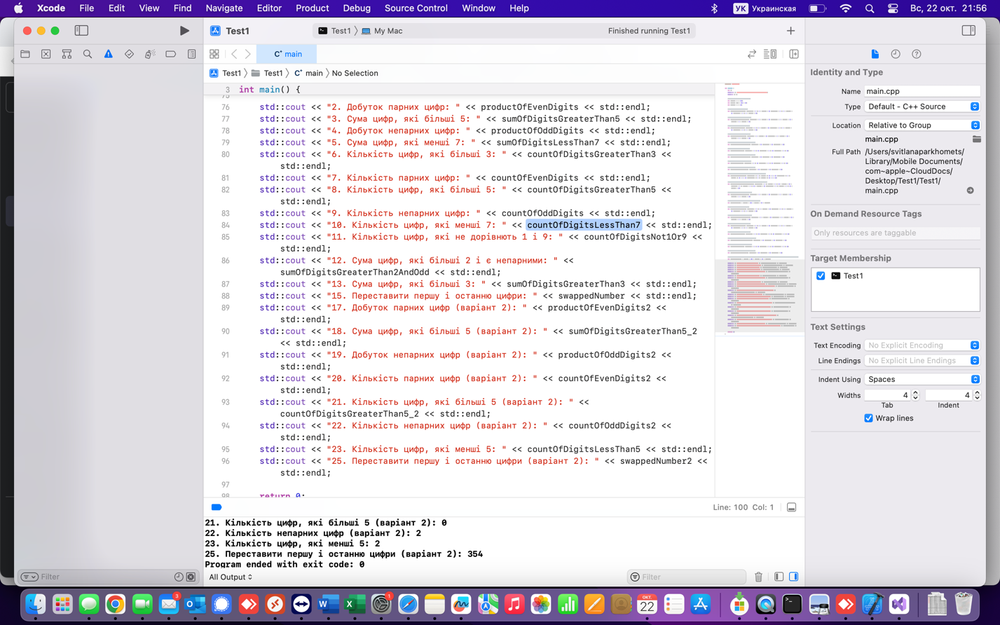 Xcode File Edit View Find Navigate Editor Product Debug Source Control Window Help УК Украинская Вс, 22 окт. 21:56
Test1 Test1 〉 My Mac Finished running Test1
C⁺ main
Test1 〉 Test1 〉 C⁺ main 〉 No Selection
3 int main() {
76 std::cout << "2. Добуток парних цифр: " << productOfEvenDigits << std::endl;
77 std::cout << "3. Сума цифр, які більші 5: " << sumOfDigitsGreaterThan5 << std::endl;
78 std::cout << "4. Добуток непарних цифр: " << productOfOddDigits << std::endl;
79 std::cout << "5. Сума цифр, які менші 7: " << sumOfDigitsLessThan7 << std::endl;
80 std::cout << "6. Кількість цифр, які більші 3: " << countOfDigitsGreaterThan3 <<
std::endl;
81 std::cout << "7. Кількість парних цифр: " << countOfEvenDigits << std::endl;
82 std::cout << "8. Кількість цифр, які більші 5: " << countOfDigitsGreaterThan5 <<
std::endl;
83 std::cout << "9. Кількість непарних цифр: " << countOfOddDigits << std::endl;
84 std::cout << "10. Кількість цифр, які менші 7: " << countOfDigitsLessThan7 << std::endl;
85 std::cout << "11. Кількість цифр, які не дорівнюють 1 і 9: " << countOfDigitsNot1Or9 <<
std::endl;
86 std::cout << "12. Сума цифр, які більші 2 і є непарними: " <<
sumOfDigitsGreaterThan2AndOdd << std::endl;
87 std::cout << "13. Сума цифр, які більші 3: " << sumOfDigitsGreaterThan3 << std::endl;
88 std::cout << "15. Переставити першу і останню цифри: " << swappedNumber << std::endl;
89 std::cout << "17. Добуток парних цифр (варіант 2): " << productOfEvenDigits2 <<
std::endl;
90 std::cout << "18. Сума цифр, які більші 5 (варіант 2): " << sumOfDigitsGreaterThan5_2
<< std::endl;
91 std::cout << "19. Добуток непарних цифр (варіант 2): " << productOfOddDigits2 <<
std::endl;
92 std::cout << "20. Кількість парних цифр (варіант 2): " << countOfEvenDigits2 <<
std::endl;
93 std::cout << "21. Кількість цифр, які більші 5 (варіант 2): " <<
countOfDigitsGreaterThan5_2 << std::endl;
94 std::cout << "22. Кількість непарних цифр (варіант 2): " << countOfOddDigits2 <<
std::endl;
95 std::cout << "23. Кількість цифр, які менші 5: " << countOfDigitsLessThan5 << std::endl;
96 std::cout << "25. Переставити першу і останню цифри (варіант 2): " << swappedNumber2 <<
std::endl;
97
98 return 0;
Line: 100 Col: 1
21. Кількість цифр, які більші 5 (варіант 2): 0
22. Кількість непарних цифр (варіант 2): 2
23. Кількість цифр, які менші 5: 2
25. Переставити першу і останню цифри (варіант 2): 354
Program ended with exit code: 0
Filter All Output Filter
Identity and Type
Name main.cpp
Type Default - C++ Source
Location Relative to Group
main.cpp
Full Path /Users/svitlanaparkhomets/
Library/Mobile Documents/
com~apple~CloudDocs/
Desktop/Test1/Test1/
main.cpp
On Demand Resource Tags
Only resources are taggable
Target Membership
Test1
Text Settings
Text Encoding No Explicit Encoding
Line Endings No Explicit Line Endings
Indent Using Spaces
Widths 4 4
Tab Indent
Wrap lines
3 1 ОКТ. 22